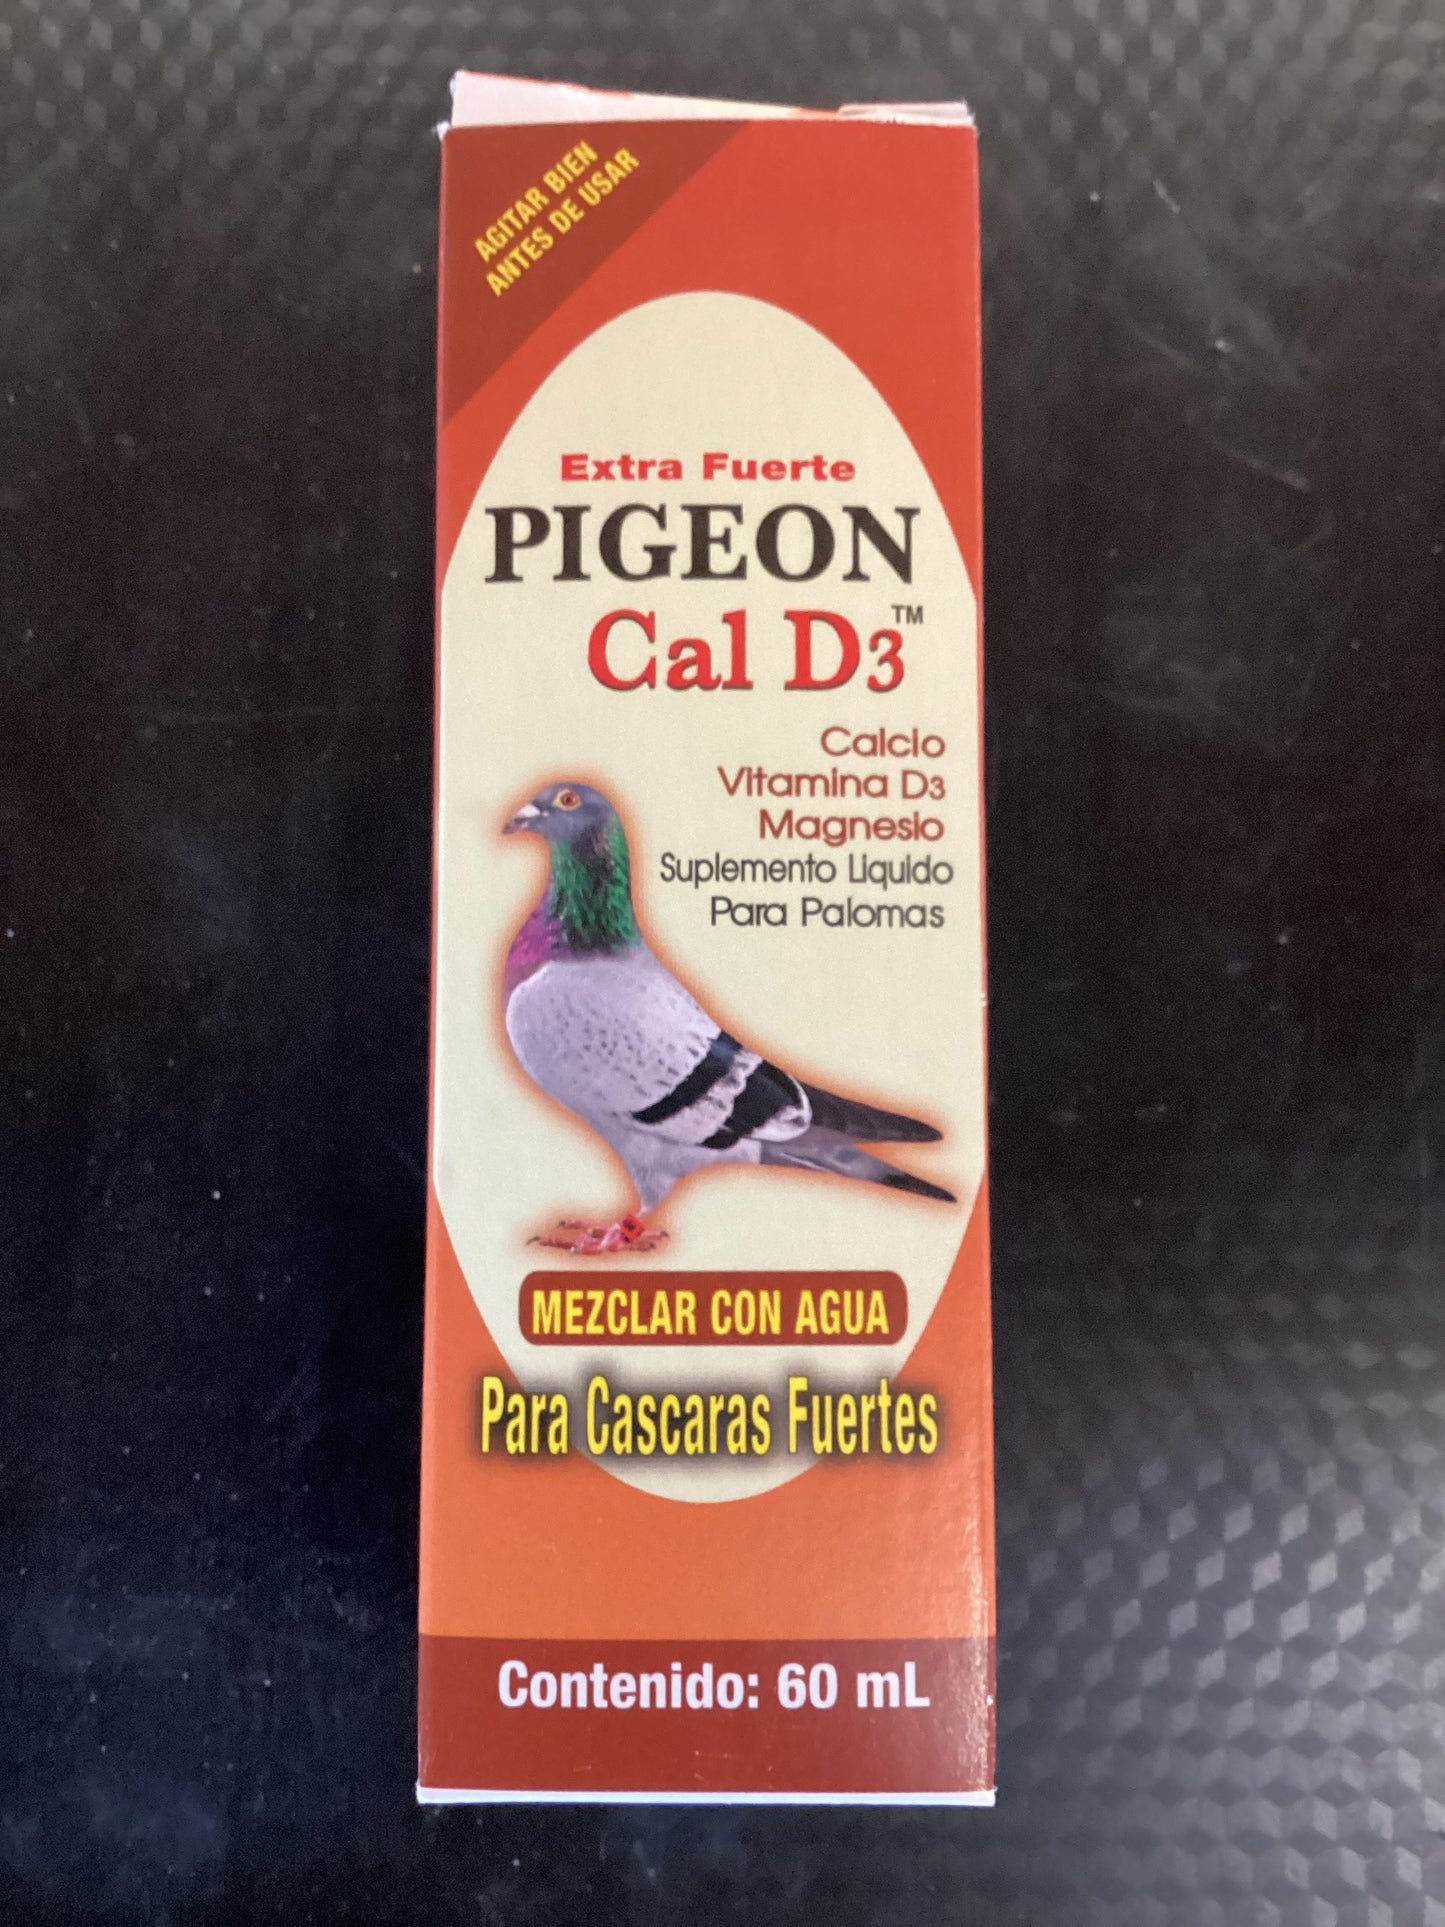 AGITAR BIEN
ANTES DE USAR
Extra Fuerte
PIGEON
Cal D3™
Calcio
Vitamina D3
Magnesio
Suplemento Liquido
Para Palomas
MEZCLAR CON AGUA
Para Cascaras Fuertes
Contenido: 60 mL